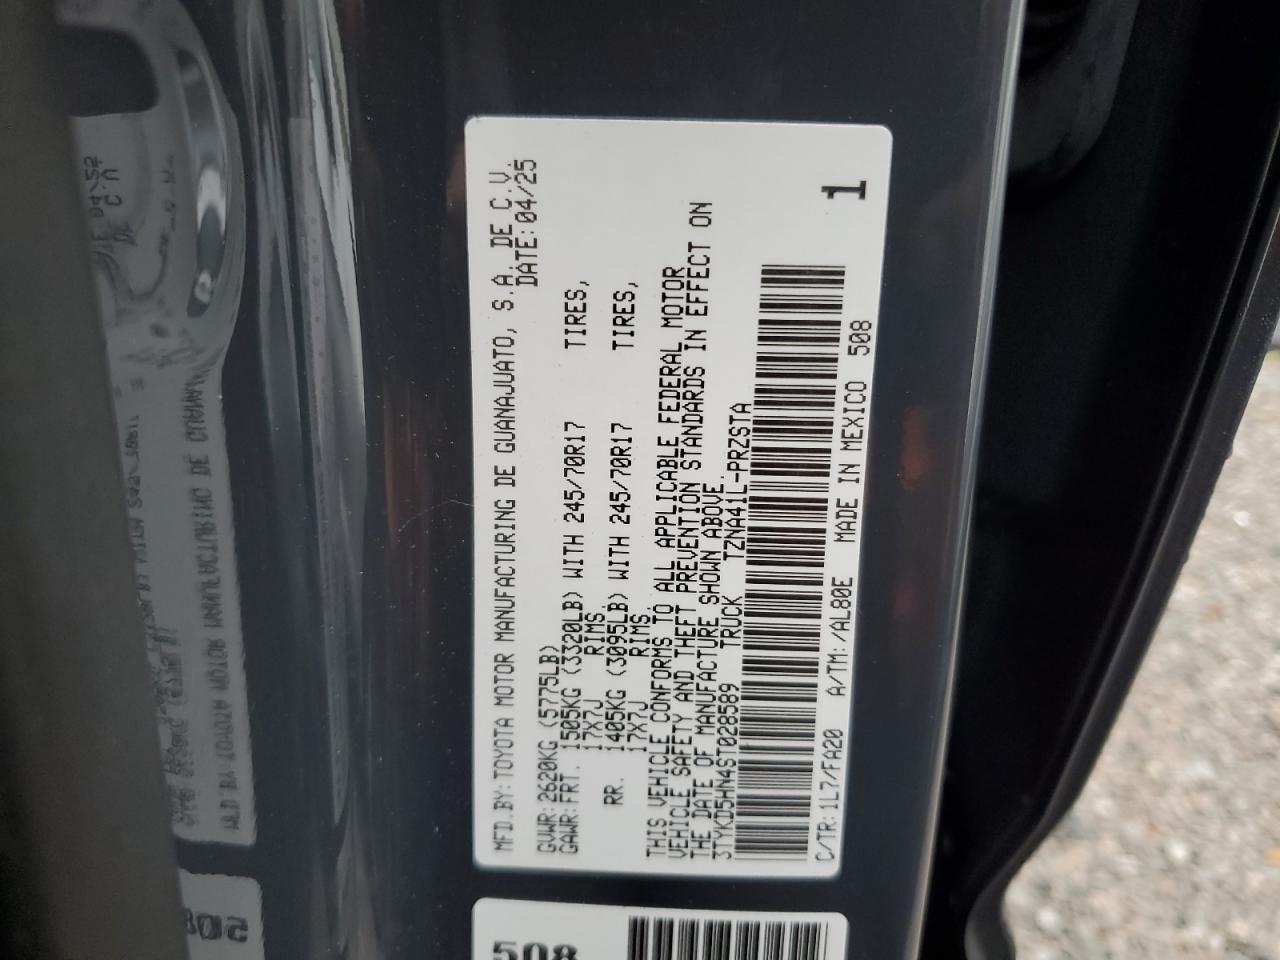 MFD.BY:TOYOTA MOTOR MANUFACTURING DE GUANAJUATO, S.A. DE C.V.
DATE:04/25
GVWR:2620KG (5775LB)
GAWR:FRT. 1505KG (3320LB) WITH 245/70R17 TIRES,
17X7J RIMS.
RR. 1405KG (3095LB) WITH 245/70R17 TIRES,
17X7J RIMS.
THIS VEHICLE CONFORMS TO ALL APPLICABLE FEDERAL MOTOR
VEHICLE SAFETY AND THEFT PREVENTION STANDARDS IN EFFECT ON
THE DATE OF MANUFACTURE SHOWN ABOVE.
3TYKD5HN4ST028589 TRUCK TZNA41L-PRZSTA
1
C/TR:1L7/FA20 A/TM:/AL80E MADE IN MEXICO 508
508